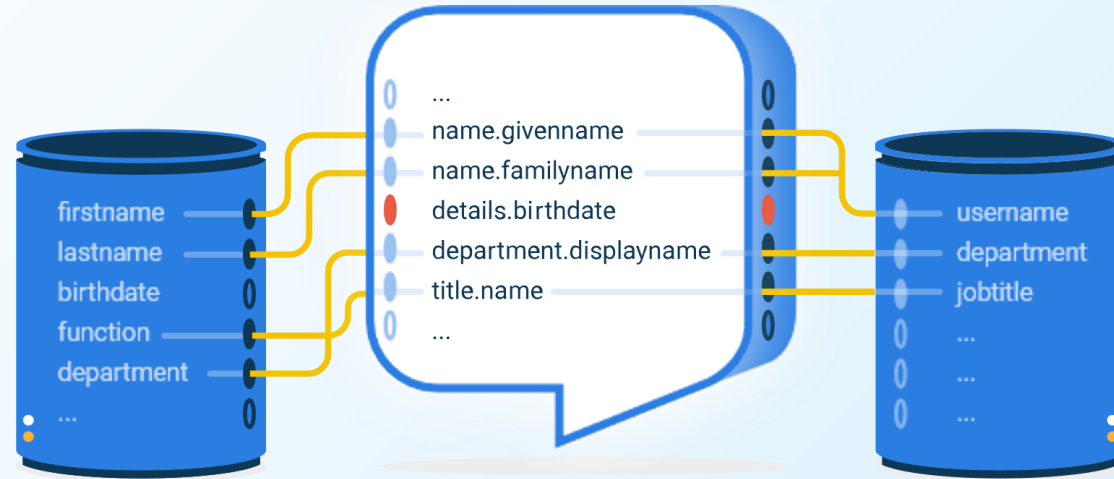 firstname
lastname
birthdate
function
department
...
...
name.givenname
name.familyname
details.birthdate
department.displayname
title.name
...
username
department
jobtitle
...
...
...